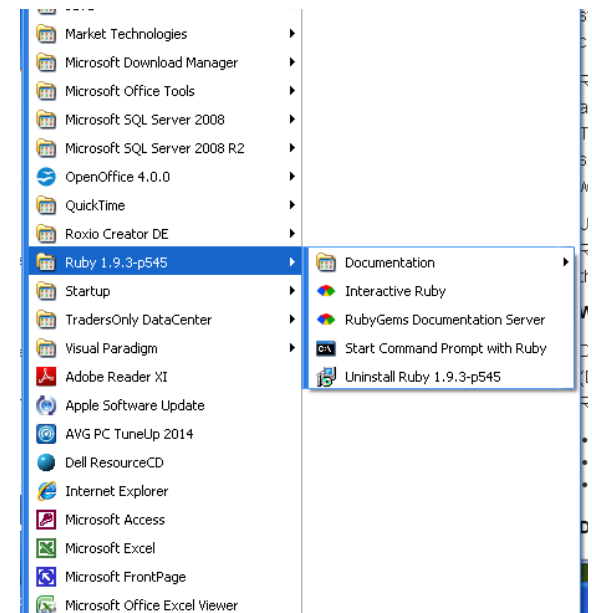 Market Technologies
Microsoft Download Manager
Microsoft Office Tools
Microsoft SQL Server 2008
Microsoft SQL Server 2008 R2
OpenOffice 4.0.0
QuickTime
Roxio Creator DE
Ruby 1.9.3-p545
Startup
TradersOnly DataCenter
Visual Paradigm
Adobe Reader XI
Apple Software Update
AVG PC TuneUp 2014
Dell ResourceCD
Internet Explorer
Microsoft Access
Microsoft Excel
Microsoft FrontPage
Microsoft Office Excel Viewer
Documentation
Interactive Ruby
RubyGems Documentation Server
Start Command Prompt with Ruby
Uninstall Ruby 1.9.3-p545